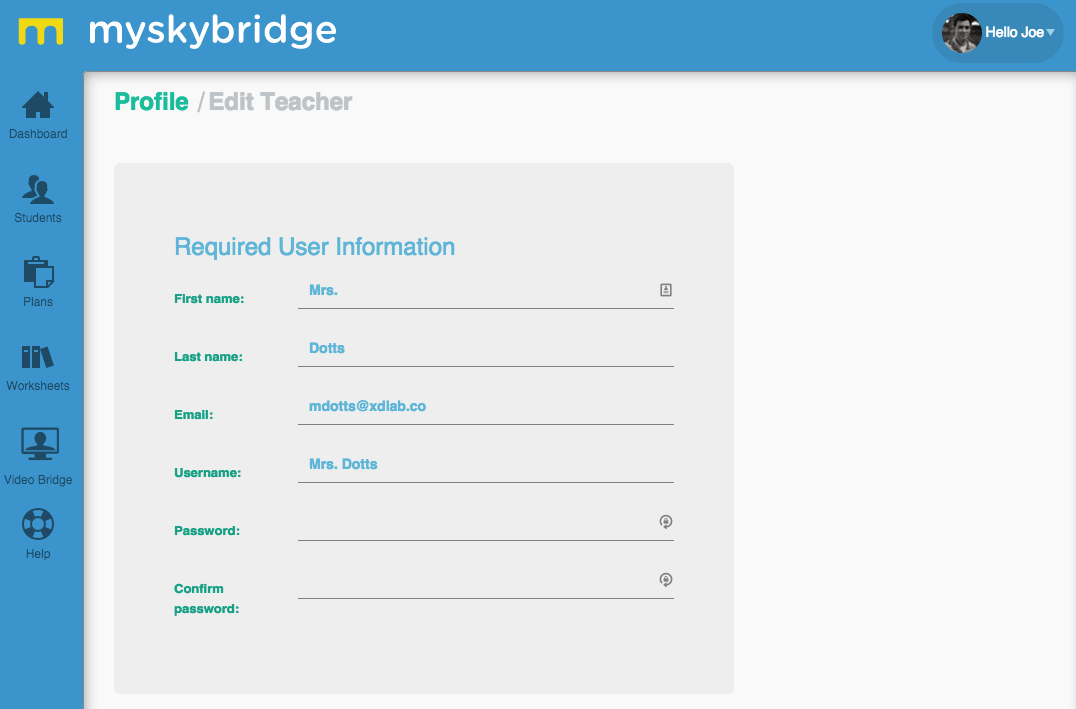 m myskybridge
Hello Joe
Profile / Edit Teacher
Dashboard
Students
Plans
Worksheets
Video Bridge
Help
Required User Information
First name: Mrs.
Last name: Dotts
Email: mdotts@xdlab.co
Username: Mrs. Dotts
Password:
Confirm
password: